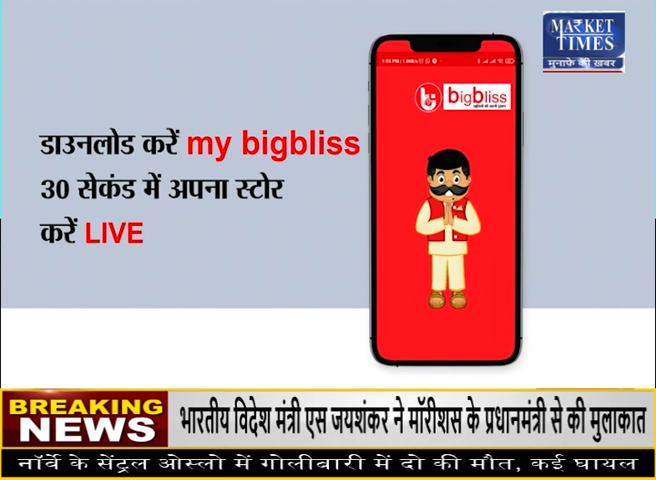 MARKET
TIMES
मुनाफे की ख़बर
bigbliss
डाउनलोड करें my bigbliss
30 सेकंड में अपना स्टोर
करें LIVE
BREAKING
NEWS
भारतीय विदेश मंत्री एस जयशंकर ने मॉरीशस के प्रधानमंत्री से की मुलाकात
नॉर्वे के सेंट्रल ओस्लो में गोलीबारी में दो की मौत, कई घायल